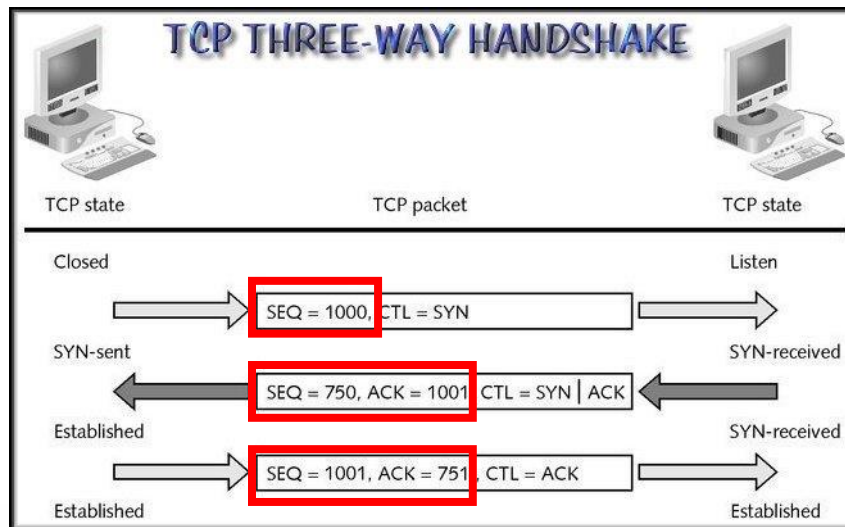 TCP THREE-WAY HANDSHAKE
TCP state TCP packet TCP state
Closed Listen
SEQ = 1000, CTL = SYN
SYN-sent SYN-received
SEQ = 750, ACK = 1001, CTL = SYN | ACK
Established SYN-received
SEQ = 1001, ACK = 751, CTL = ACK
Established Established